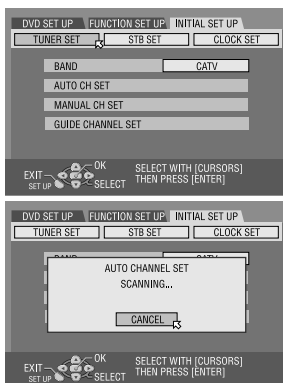 DVD SET UP FUNCTION SET UP INITIAL SET UP
TUNER SET STB SET CLOCK SET
BAND CATV
AUTO CH SET
MANUAL CH SET
GUIDE CHANNEL SET
EXIT OK SELECT WITH [CURSORS]
SET UP SELECT THEN PRESS [ENTER]
DVD SET UP FUNCTION SET UP INITIAL SET UP
TUNER SET STB SET CLOCK SET
AUTO CHANNEL SET
SCANNING...
CANCEL
EXIT OK SELECT WITH [CURSORS]
SET UP SELECT THEN PRESS [ENTER]